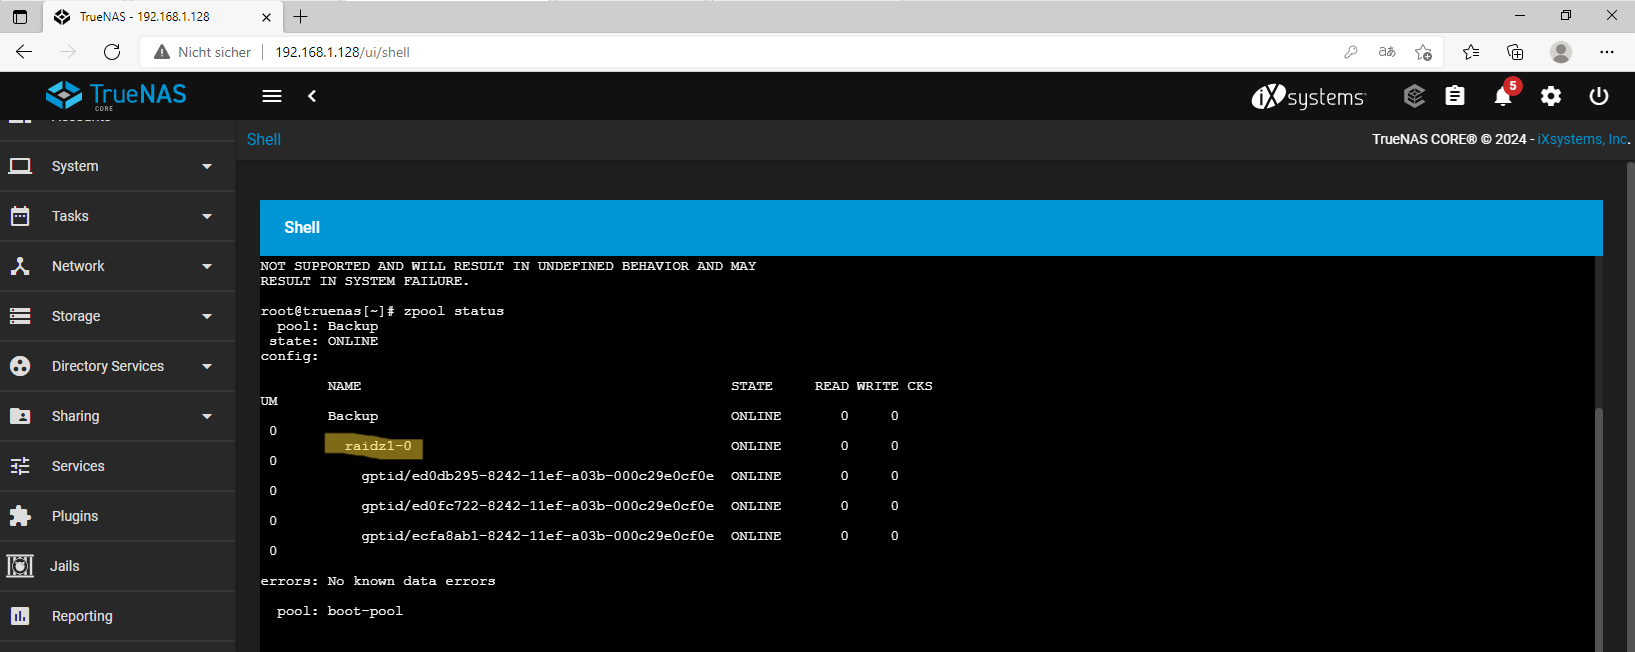 TrueNAS - 192.168.1.128
Nicht sicher
192.168.1.128/ui/shell
aあ
TrueNAS
CORE
iXsystems
5
Accounts
Shell
TrueNAS CORE® © 2024 - iXsystems, Inc.
System
Tasks
Network
Storage
Directory Services
Sharing
Services
Plugins
Jails
Reporting
Shell
NOT SUPPORTED AND WILL RESULT IN UNDEFINED BEHAVIOR AND MAY
RESULT IN SYSTEM FAILURE.
root@truenas[~]# zpool status
pool: Backup
state: ONLINE
config:
NAME STATE READ WRITE CKS
UM
Backup ONLINE 0 0
0
raidz1-0 ONLINE 0 0
0
gptid/ed0db295-8242-11ef-a03b-000c29e0cf0e ONLINE 0 0
0
gptid/ed0fc722-8242-11ef-a03b-000c29e0cf0e ONLINE 0 0
0
gptid/ecfa8ab1-8242-11ef-a03b-000c29e0cf0e ONLINE 0 0
0
errors: No known data errors
pool: boot-pool